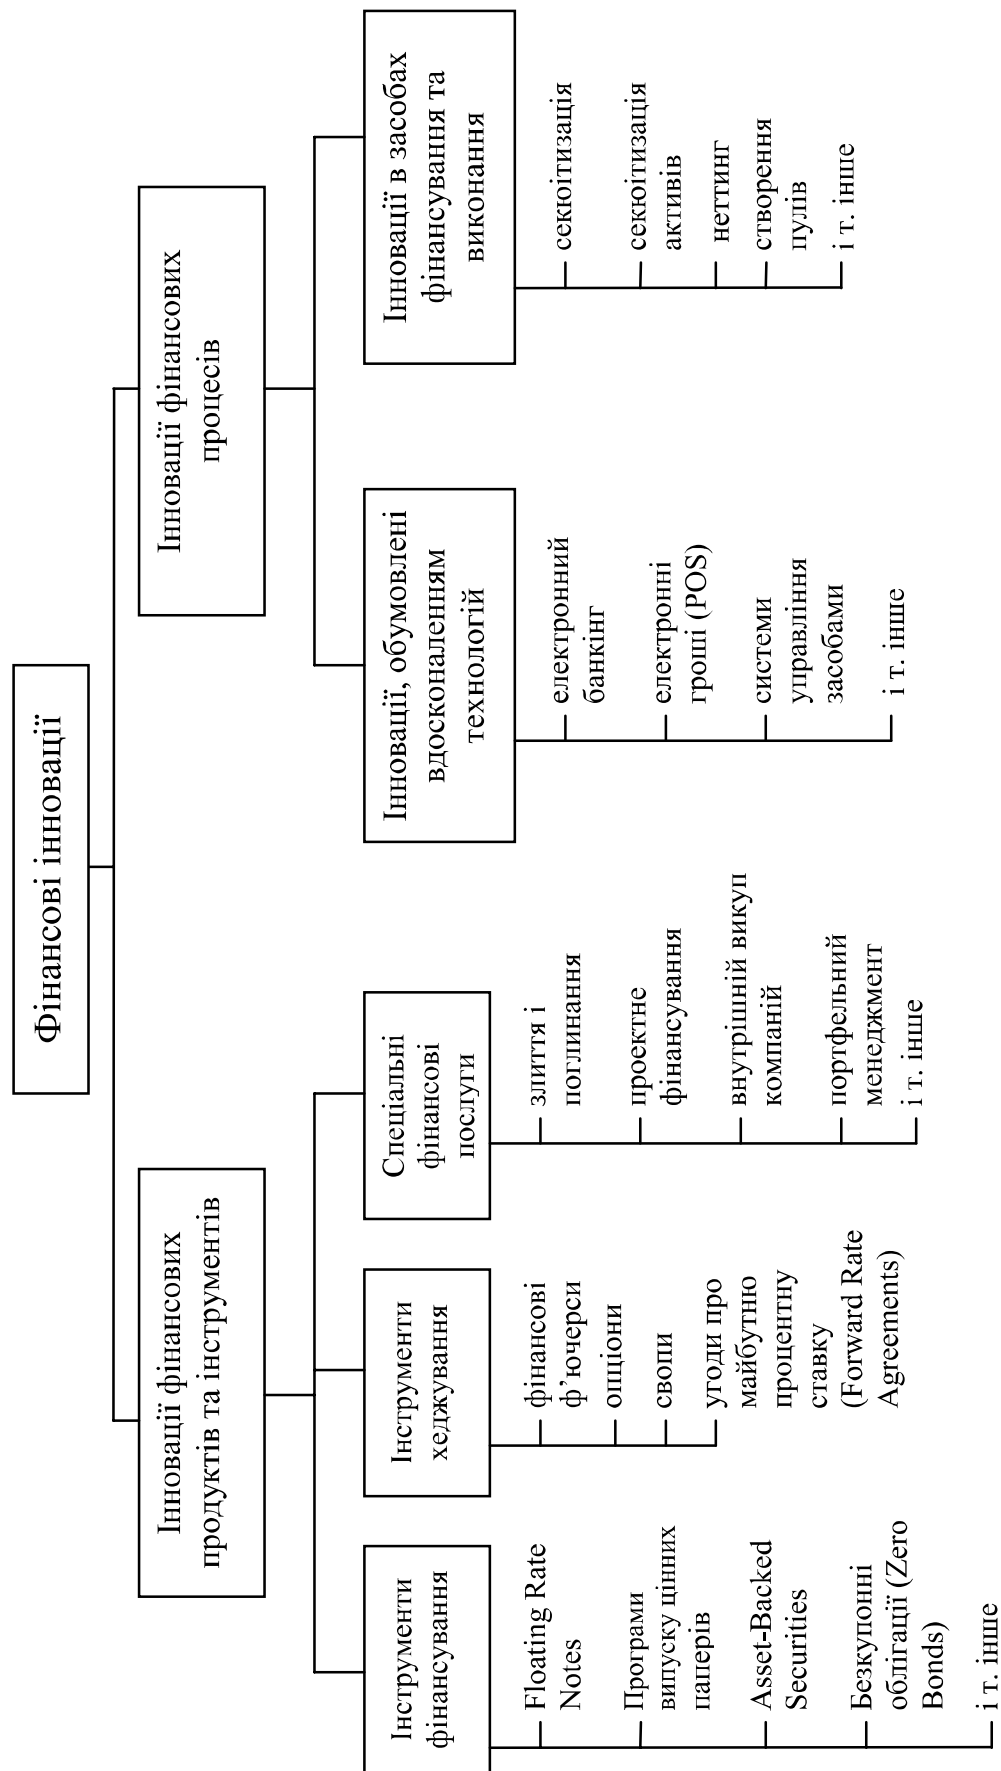 Фінансові інновації
Інновації фінансових
продуктів та інструментів
Інновації фінансових
процесів
Інструменти
фінансування
Floating Rate
Notes
Програми
випуску цінних
паперів
Asset-Backed
Securities
Безкупонні
облігації (Zero
Bonds)
і т. інше
Інструменти
хеджування
фінансові
ф’ючерси
опціони
свопи
угоди про
майбутню
процентну
ставку
(Forward Rate
Agreements)
Спеціальні
фінансові
послуги
злиття і
поглинання
проектне
фінансування
внутрішній викуп
компаній
портфельний
менеджмент
і т. інше
Інновації, обумовлені
вдосконаленням
технологій
електронний
банкінг
електронні
гроші (POS)
системи
управління
засобами
і т. інше
Інновації в засобах
фінансування та
виконання
секюітизація
секюітизація
активів
неттинг
створення
пулів
і т. інше